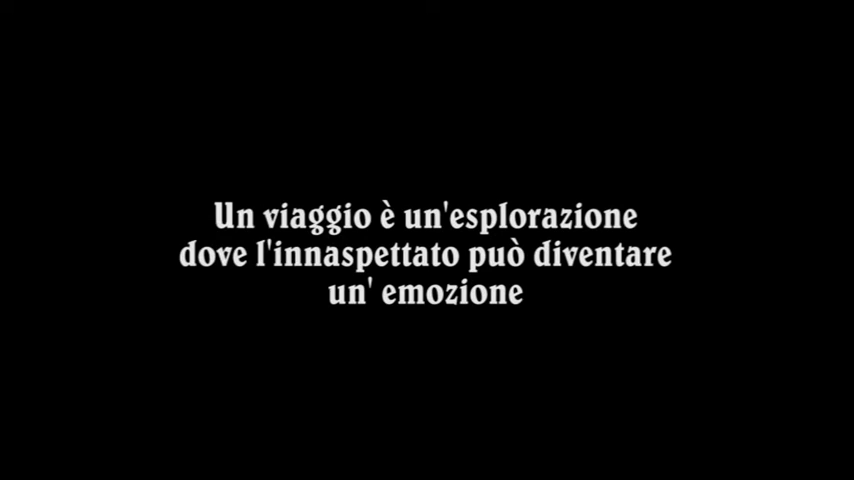 Un viaggio è un'esplorazione
dove l'innaspettato può diventare
un' emozione